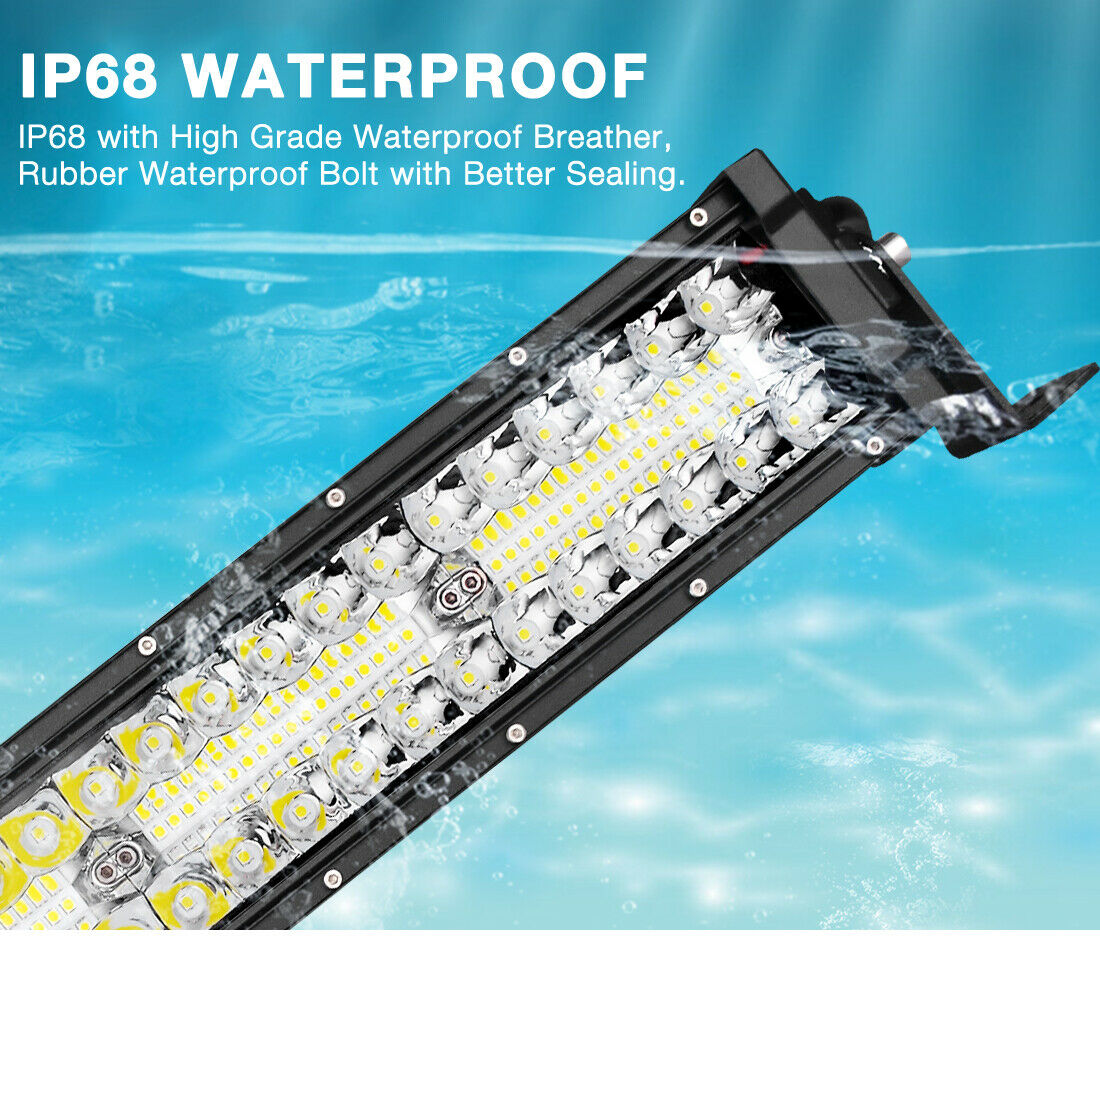 IP68 WATERPROOF
IP68 with High Grade Waterproof Breather,
Rubber Waterproof Bolt with Better Sealing.